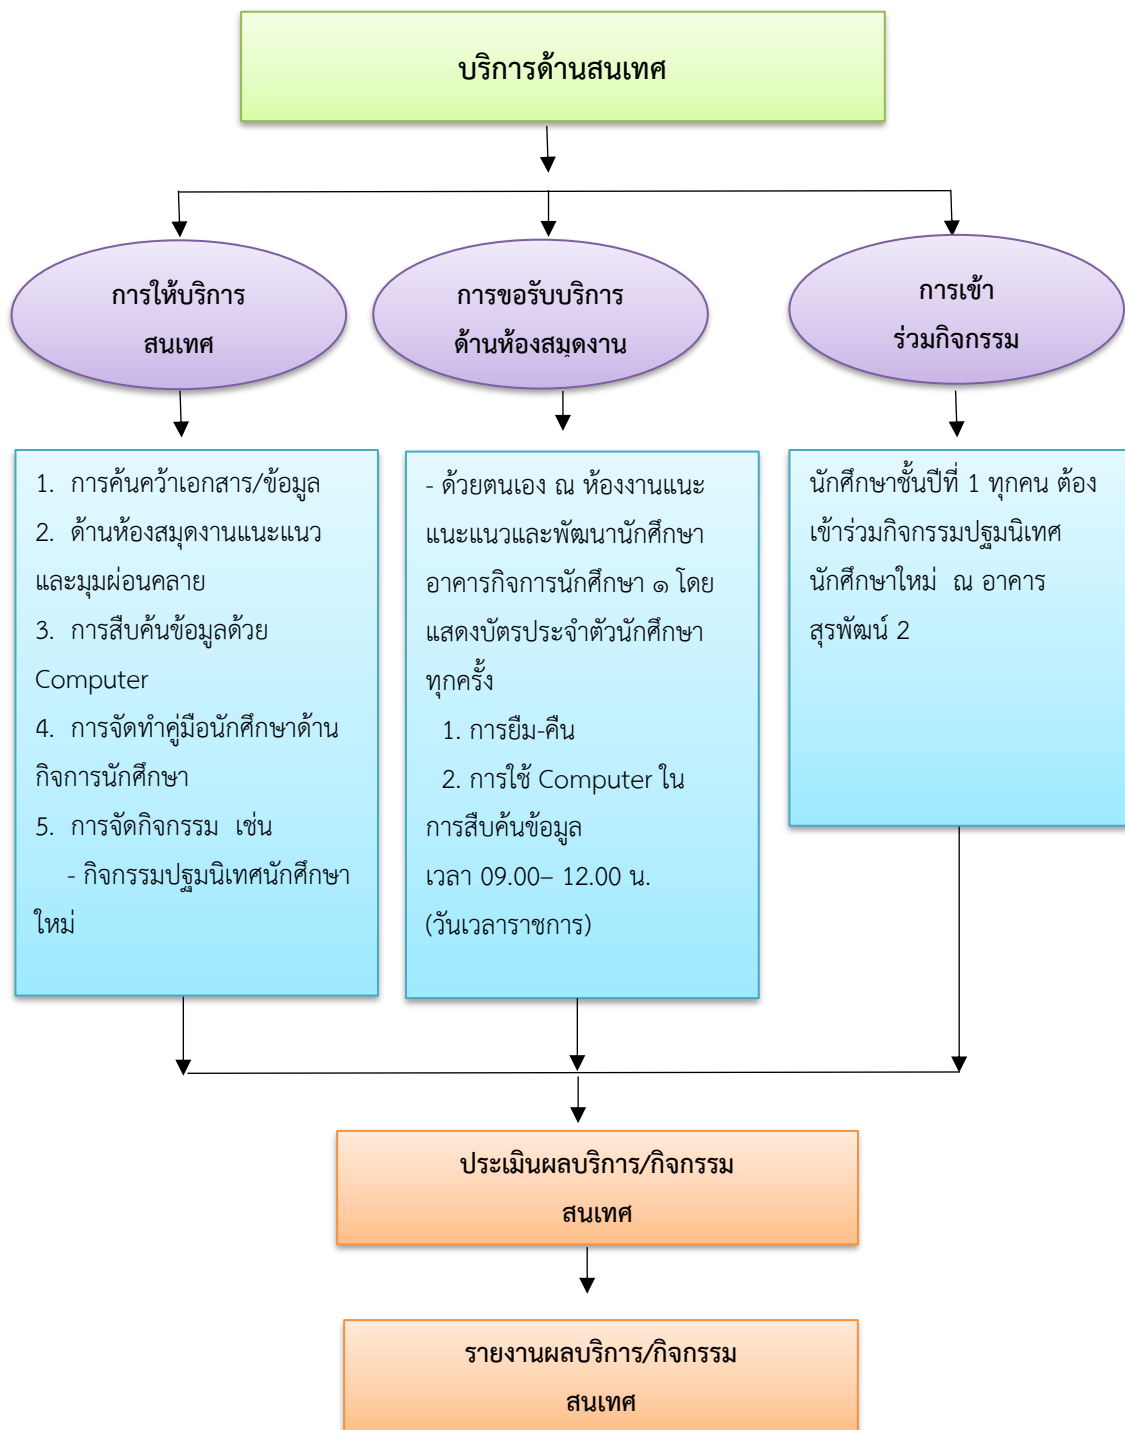 บริการด้านสนเทศ
การให้บริการ
สนเทศ
การขอรับบริการ
ด้านห้องสมุดงาน
การเข้า
ร่วมกิจกรรม
1. การค้นคว้าเอกสาร/ข้อมูล
2. ด้านห้องสมุดงานแนะแนว
และมุมผ่อนคลาย
3. การสืบค้นข้อมูลด้วย
Computer
4. การจัดทำคู่มือนักศึกษาด้าน
กิจการนักศึกษา
5. การจัดกิจกรรม เช่น
- กิจกรรมปฐมนิเทศนักศึกษา
ใหม่
- ด้วยตนเอง ณ ห้องงานแนะ
แนะแนวและพัฒนานักศึกษา
อาคารกิจการนักศึกษา ๑ โดย
แสดงบัตรประจำตัวนักศึกษา
ทุกครั้ง
1. การยืม-คืน
2. การใช้ Computer ใน
การสืบค้นข้อมูล
เวลา 09.00– 12.00 น.
(วันเวลาราชการ)
นักศึกษาชั้นปีที่ 1 ทุกคน ต้อง
เข้าร่วมกิจกรรมปฐมนิเทศ
นักศึกษาใหม่ ณ อาคาร
สุรพัฒน์ 2
ประเมินผลบริการ/กิจกรรม
สนเทศ
รายงานผลบริการ/กิจกรรม
สนเทศ